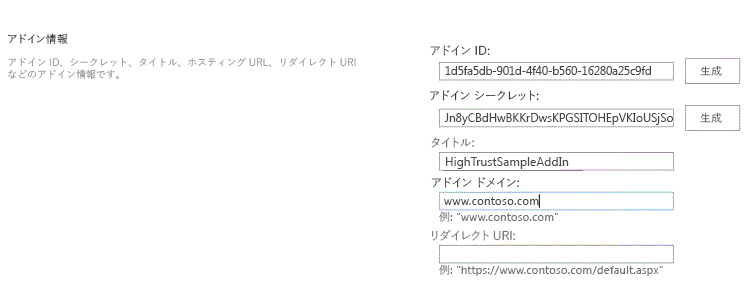 アドイン情報
アドイン ID、シークレット、タイトル、ホスティング URL、リダイレクト URI
などのアドイン情報です。
アドイン ID:
1d5fa5db-901d-4f40-b560-16280a25c9fd
生成
アドイン シークレット:
Jn8yCBdHwBKKrDwsKPGSITOHEpVKIoUSjSo
生成
タイトル:
HighTrustSampleAddIn
アドイン ドメイン:
www.contoso.com
例: "www.contoso.com"
リダイレクト URI:
例: "https://www.contoso.com/default.aspx"